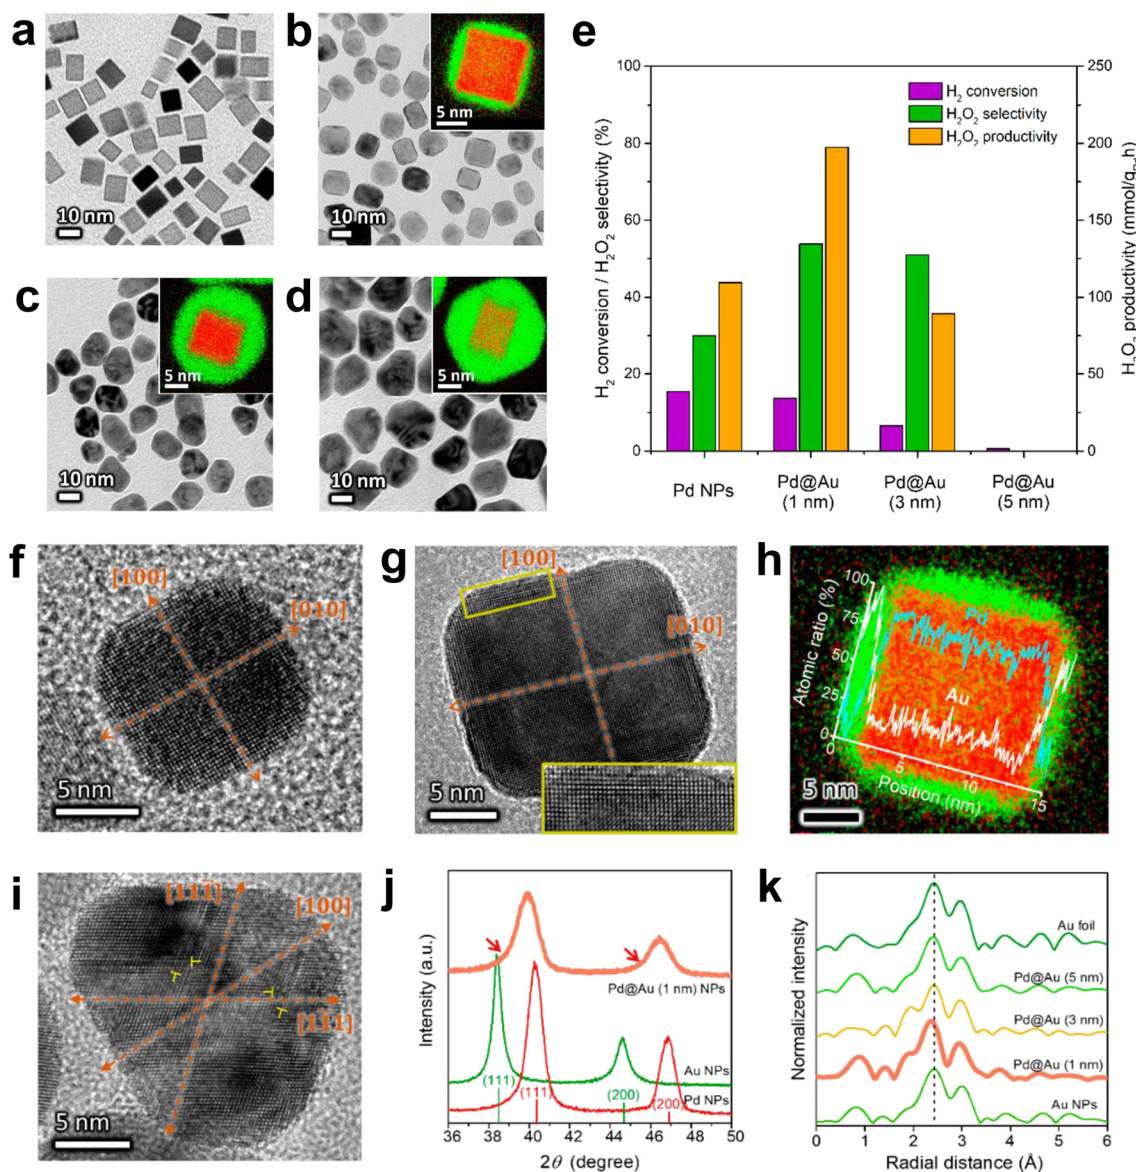 a
10 nm
b
5 nm
10 nm
c
5 nm
10 nm
d
5 nm
10 nm
e
H₂ conversion / H₂O₂ selectivity (%)
100
80
60
40
20
0
H₂ conversion
H₂O₂ selectivity
H₂O₂ productivity
250
200
150
100
50
0
H₂O₂ productivity (mmol/g_Pd h)
Pd NPs
Pd@Au
(1 nm)
Pd@Au
(3 nm)
Pd@Au
(5 nm)
f
[100]
[010]
5 nm
g
[100]
[010]
5 nm
h
Atomic ratio (%)
100
75
50
25
0
Pd
Au
0
5
10
15
Position (nm)
5 nm
i
[111̄]
[100]
5 nm
j
Intensity (a.u.)
Pd@Au (1 nm) NPs
Au NPs
(111)
(111)
(200)
(200)
Pd NPs
36 38 40 42 44 46 48 50
2θ (degree)
k
Normalized intensity
Au foil
Pd@Au (5 nm)
Pd@Au (3 nm)
Pd@Au (1 nm)
Au NPs
0 1 2 3 4 5 6
Radial distance (Å)